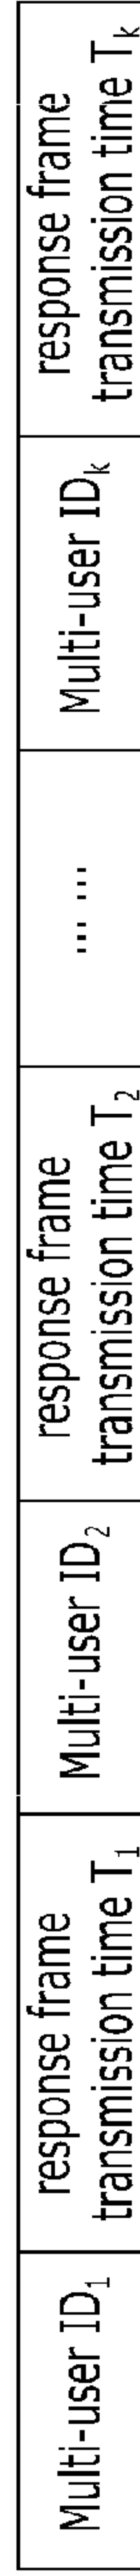 Multi-user ID₁
response frame
transmission time T₁
Multi-user ID₂
response frame
transmission time T₂
... ...
Multi-user IDₖ
response frame
transmission time Tₖ